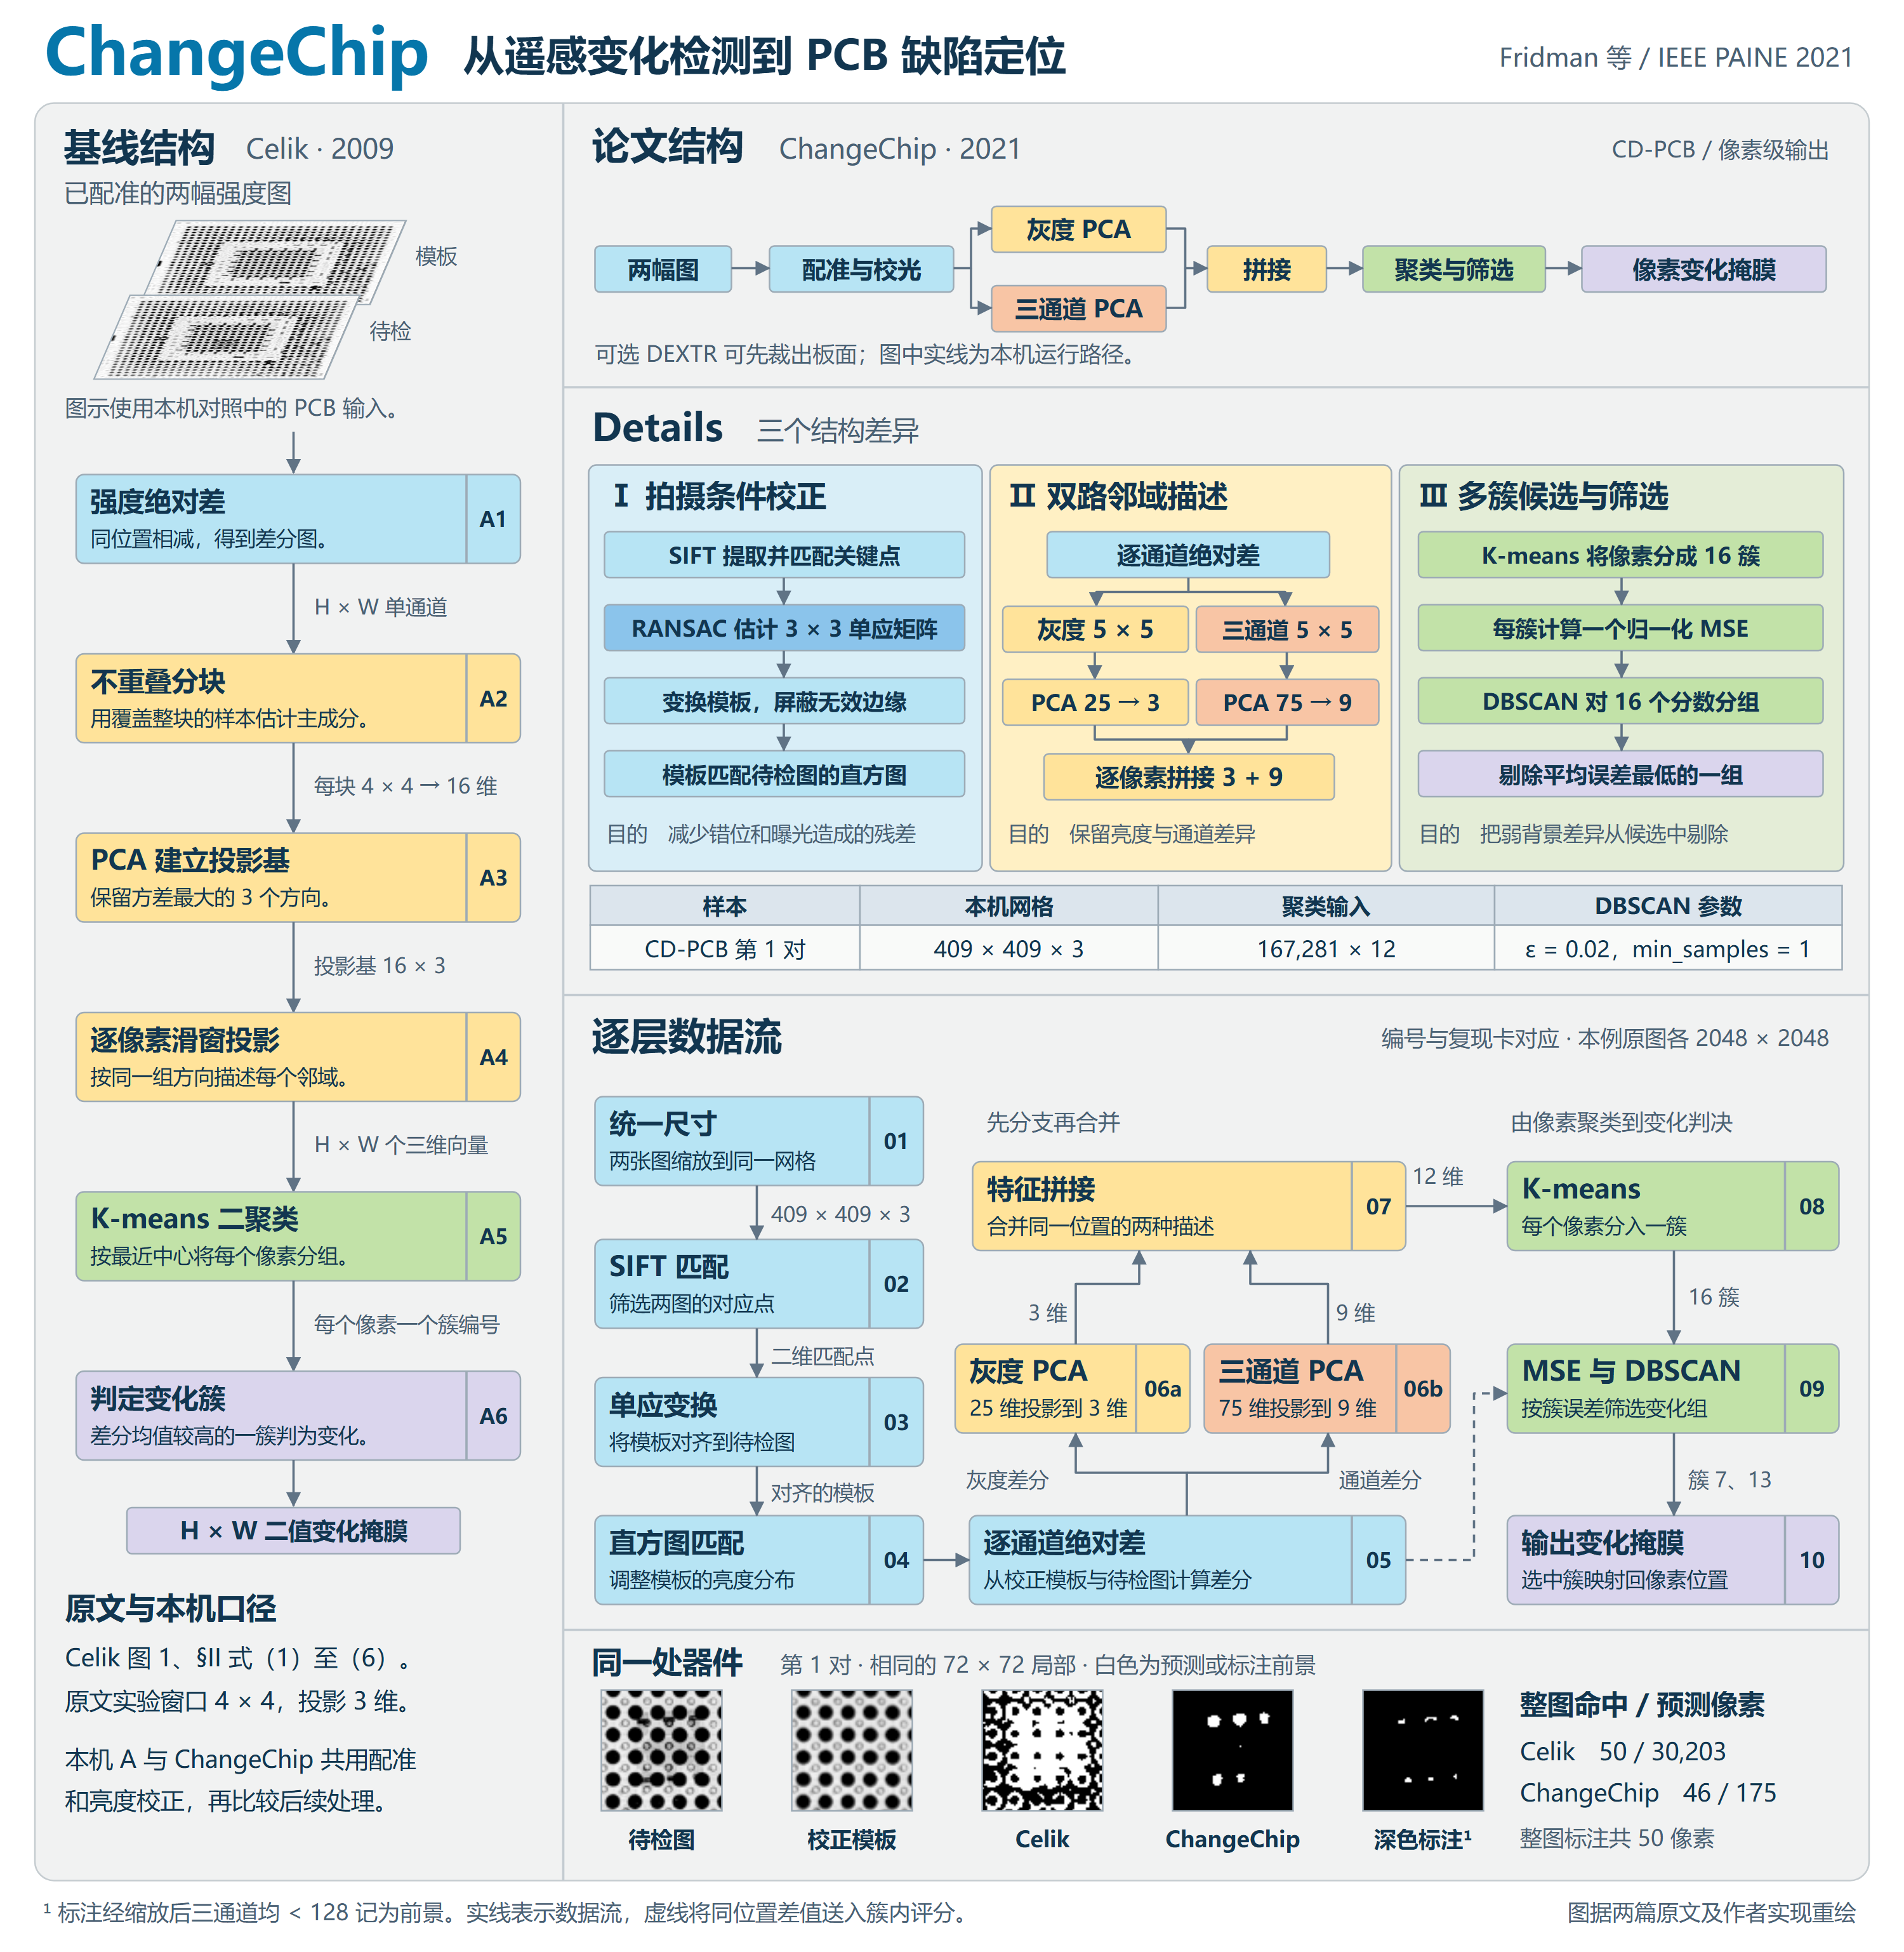 ChangeChip 从遥感变化检测到 PCB 缺陷定位
Fridman 等 / IEEE PAINE 2021
基线结构 Celik · 2009
已配准的两幅强度图
模板
待检
图示使用本机对照中的 PCB 输入。
强度绝对差
同位置相减，得到差分图。
A1
H × W 单通道
不重叠分块
用覆盖整块的样本估计主成分。
A2
每块 4 × 4 → 16 维
PCA 建立投影基
保留方差最大的 3 个方向。
A3
投影基 16 × 3
逐像素滑窗投影
按同一组方向描述每个邻域。
A4
H × W 个三维向量
K-means 二聚类
按最近中心将每个像素分组。
A5
每个像素一个簇编号
判定变化簇
差分均值较高的一簇判为变化。
A6
H × W 二值变化掩膜
原文与本机口径
Celik 图 1、§II 式（1）至（6）。
原文实验窗口 4 × 4，投影 3 维。
本机 A 与 ChangeChip 共用配准
和亮度校正，再比较后续处理。
论文结构 ChangeChip · 2021
CD-PCB / 像素级输出
两幅图
配准与校光
灰度 PCA
三通道 PCA
拼接
聚类与筛选
像素变化掩膜
可选 DEXTR 可先裁出板面；图中实线为本机运行路径。
Details 三个结构差异
I 拍摄条件校正
SIFT 提取并匹配关键点
RANSAC 估计 3 × 3 单应矩阵
变换模板，屏蔽无效边缘
模板匹配待检图的直方图
目的 减少错位和曝光造成的残差
II 双路邻域描述
逐通道绝对差
灰度 5 × 5
三通道 5 × 5
PCA 25 → 3
PCA 75 → 9
逐像素拼接 3 + 9
目的 保留亮度与通道差异
III 多簇候选与筛选
K-means 将像素分成 16 簇
每簇计算一个归一化 MSE
DBSCAN 对 16 个分数分组
剔除平均误差最低的一组
目的 把弱背景差异从候选中剔除
样本 本机网格 聚类输入 DBSCAN 参数
CD-PCB 第 1 对 409 × 409 × 3 167,281 × 12 ε = 0.02，min_samples = 1
逐层数据流
编号与复现卡对应 · 本例原图各 2048 × 2048
统一尺寸
两张图缩放到同一网格
01
409 × 409 × 3
SIFT 匹配
筛选两图的对应点
02
二维匹配点
单应变换
将模板对齐到待检图
03
对齐的模板
直方图匹配
调整模板的亮度分布
04
先分支再合并
特征拼接
合并同一位置的两种描述
07
12 维
3 维
9 维
灰度 PCA
25 维投影到 3 维
06a
三通道 PCA
75 维投影到 9 维
06b
灰度差分
通道差分
逐通道绝对差
从校正模板与待检图计算差分
05
由像素聚类到变化判决
K-means
每个像素分入一簇
08
16 簇
MSE 与 DBSCAN
按簇误差筛选变化组
09
簇 7、13
输出变化掩膜
选中簇映射回像素位置
10
同一处器件 第 1 对 · 相同的 72 × 72 局部 · 白色为预测或标注前景
待检图
校正模板
Celik
ChangeChip
深色标注¹
整图命中 / 预测像素
Celik 50 / 30,203
ChangeChip 46 / 175
整图标注共 50 像素
¹ 标注经缩放后三通道均 < 128 记为前景。实线表示数据流，虚线将同位置差值送入簇内评分。
图据两篇原文及作者实现重绘